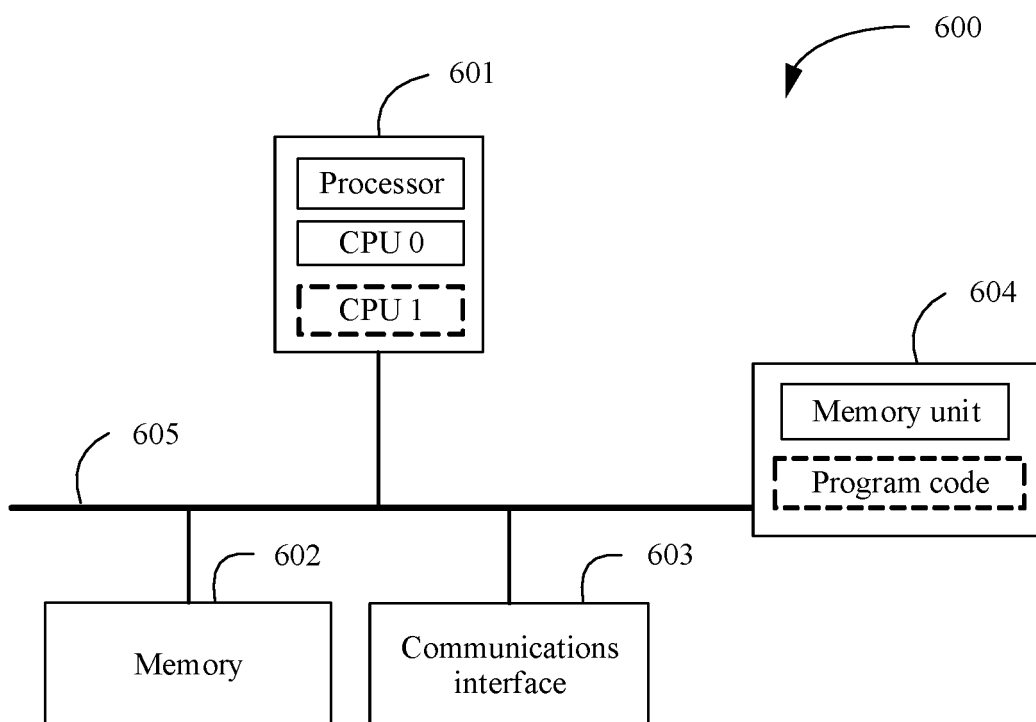 600
601
Processor
CPU 0
CPU 1
604
Memory unit
Program code
605
602
603
Memory
Communications
interface